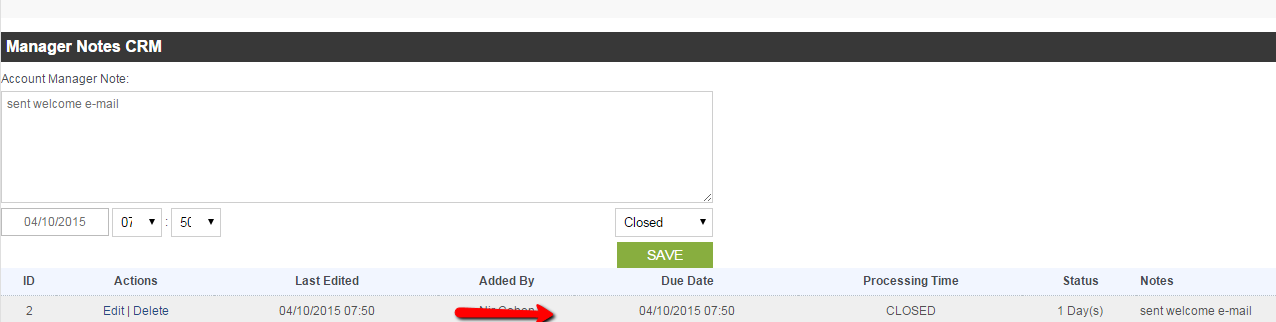 Manager Notes CRM
Account Manager Note:
sent welcome e-mail
04/10/2015 07 : 50 Closed
SAVE
ID Actions Last Edited Added By Due Date Processing Time Status Notes
2 Edit | Delete 04/10/2015 07:50 04/10/2015 07:50 CLOSED 1 Day(s) sent welcome e-mail